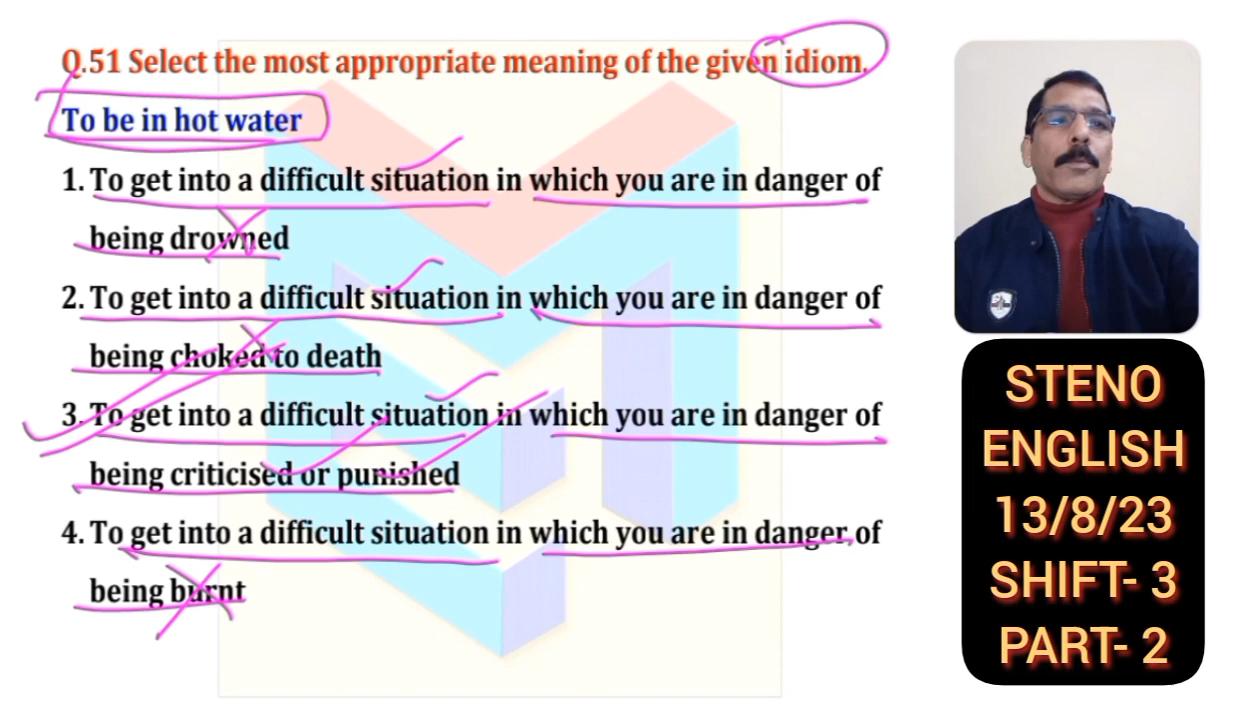 Q.51 Select the most appropriate meaning of the given idiom.
To be in hot water
1. To get into a difficult situation in which you are in danger of
being drowned
2. To get into a difficult situation in which you are in danger of
being choked to death
3. To get into a difficult situation in which you are in danger of
being criticised or punished
4. To get into a difficult situation in which you are in danger of
being burnt
STENO
ENGLISH
13/8/23
SHIFT- 3
PART- 2